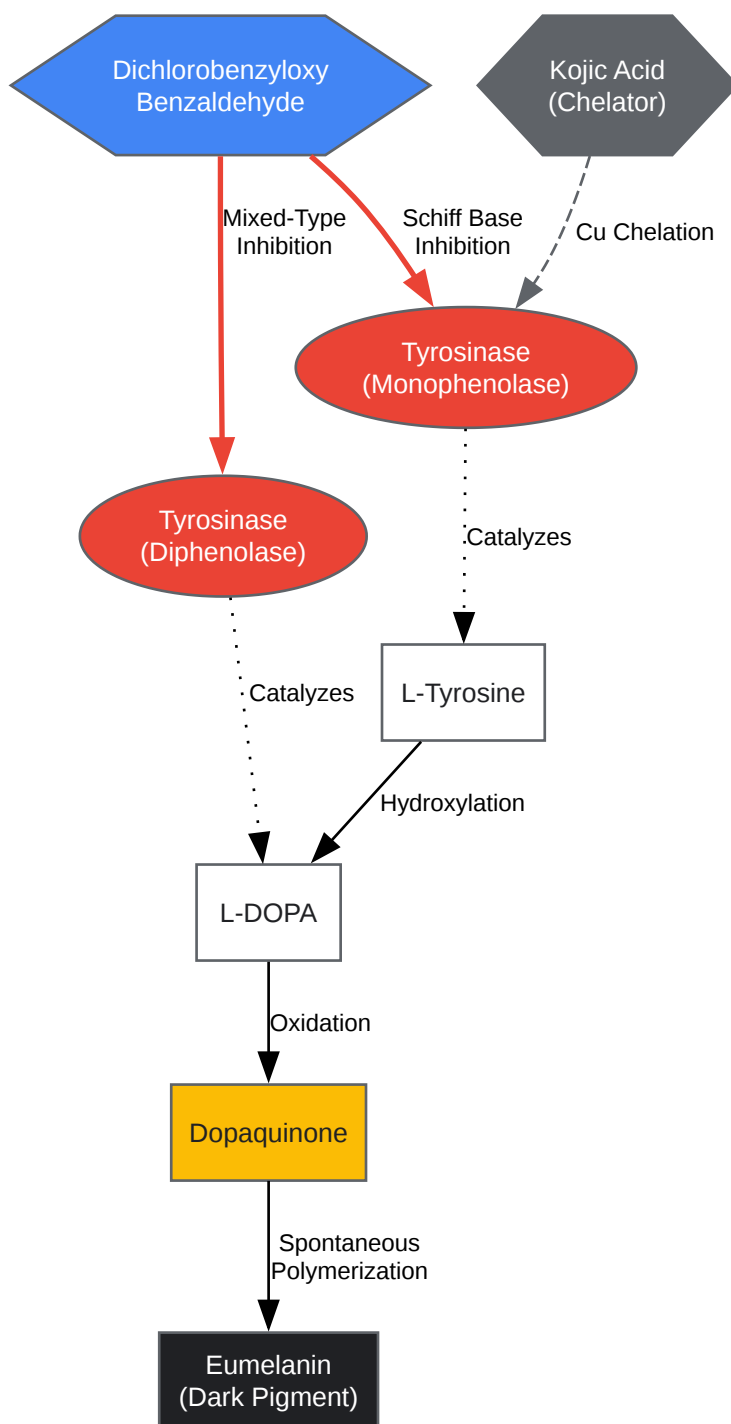 Dichlorobenzyloxy
Benzaldehyde
Kojic Acid
(Chelator)
Mixed-Type
Inhibition
Schiff Base
Inhibition
Cu Chelation
Tyrosinase
(Monophenolase)
Tyrosinase
(Diphenolase)
Catalyzes
L-Tyrosine
Catalyzes
Hydroxylation
L-DOPA
Oxidation
Dopaquinone
Spontaneous
Polymerization
Eumelanin
(Dark Pigment)